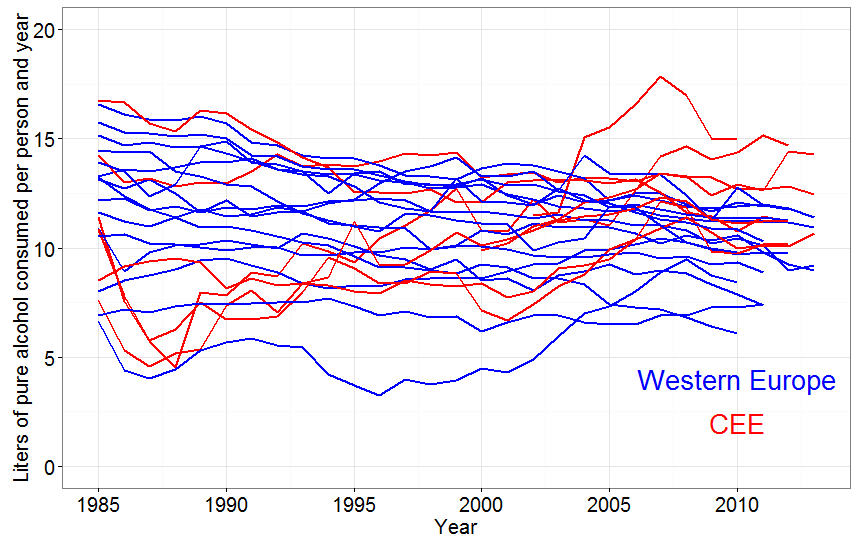 Liters of pure alcohol consumed per person and year
20
15
10
5
0
Western Europe
CEE
1985
1990
1995
2000
2005
2010
Year